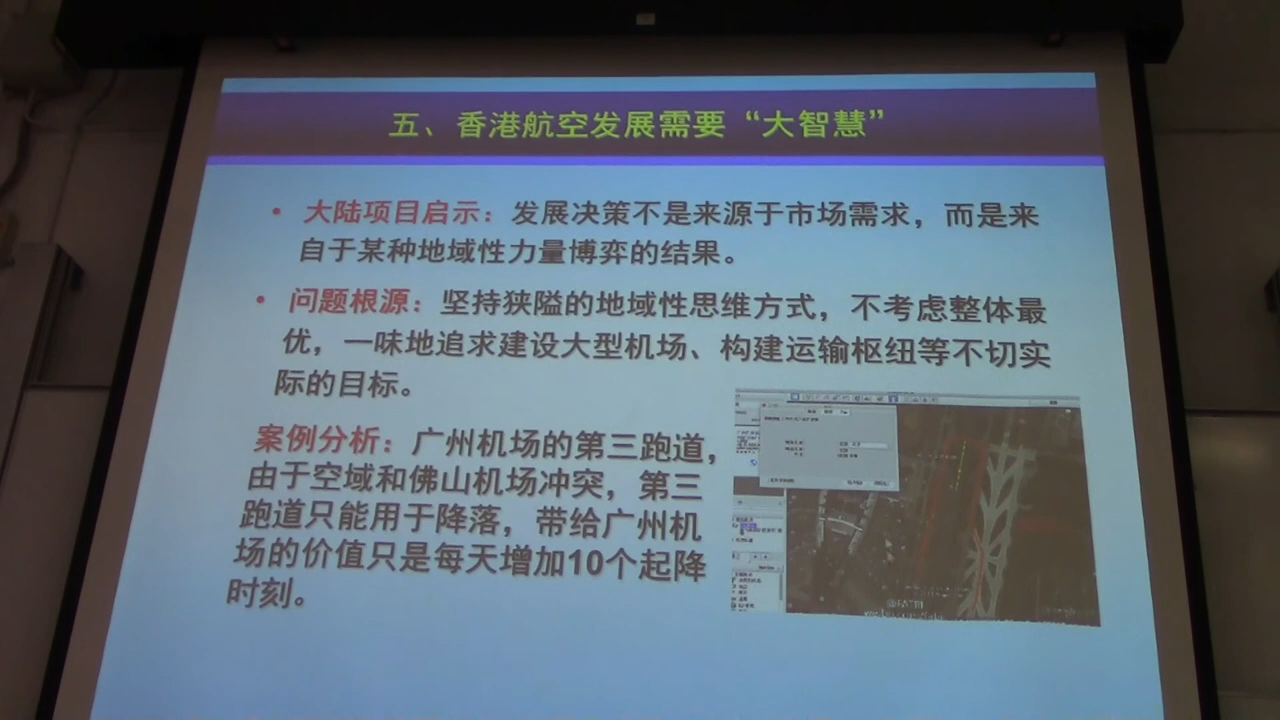 五、香港航空发展需要“大智慧”
• 大陆项目启示：发展决策不是来源于市场需求，而是来
自于某种地域性力量博弈的结果。
• 问题根源：坚持狭隘的地域性思维方式，不考虑整体最
优，一味地追求建设大型机场、构建运输枢纽等不切实
际的目标。
案例分析：广州机场的第三跑道，
由于空域和佛山机场冲突，第三
跑道只能用于降落，带给广州机
场的价值只是每天增加10个起降
时刻。